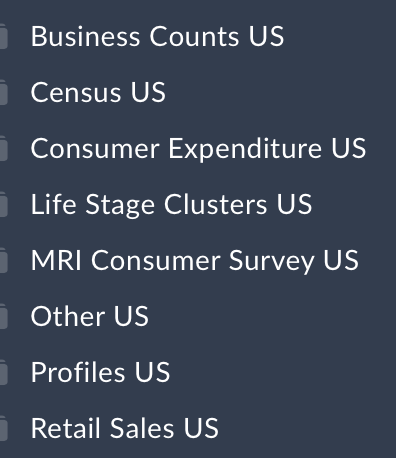 Business Counts US
Census US
Consumer Expenditure US
Life Stage Clusters US
MRI Consumer Survey US
Other US
Profiles US
Retail Sales US